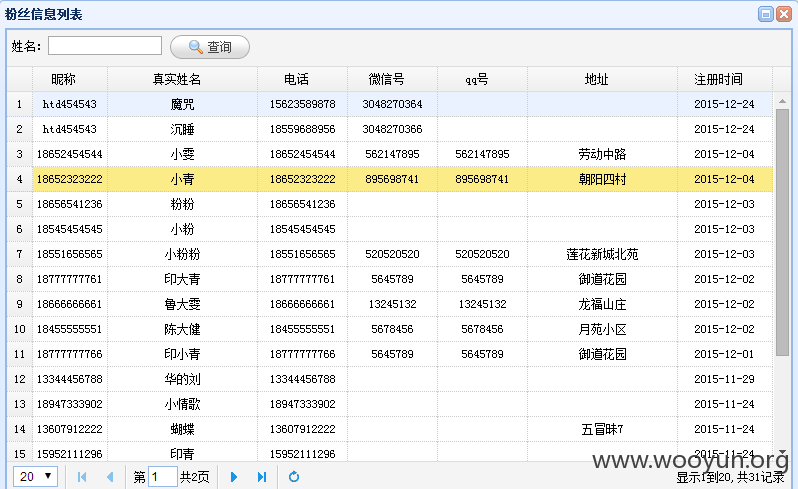 粉丝信息列表
姓名: 查询
昵称 真实姓名 电话 微信号 qq号 地址 注册时间
1 htd454543 魔咒 15623589878 3048270364 2015-12-24
2 htd454543 沉睡 18559688956 3048270366 2015-12-24
3 18652454544 小雯 18652454544 562147895 562147895 劳动中路 2015-12-04
4 18652323222 小青 18652323222 895698741 895698741 朝阳四村 2015-12-04
5 18656541236 粉粉 18656541236 2015-12-03
6 18545454545 小粉 18545454545 2015-12-03
7 18551656565 小粉粉 18551656565 520520520 520520520 莲花新城北苑 2015-12-03
8 18777777761 印大青 18777777761 5645789 5645789 御道花园 2015-12-02
9 18666666661 鲁大雯 18666666661 13245132 13245132 龙福山庄 2015-12-02
10 18455555551 陈大健 18455555551 5678456 5678456 月苑小区 2015-12-02
11 18777777766 印小青 18777777766 5645789 5645789 御道花园 2015-12-01
12 13344456788 华的刘 13344456788 2015-11-29
13 18947333902 小情歌 18947333902 2015-11-24
14 13607912222 蝴蝶 13607912222 五冒昧7 2015-11-24
15 15952111296 印青 15952111296 2015-11-24
www.wooyun.org
20 第 1 共2页 显示1到20,共31记录